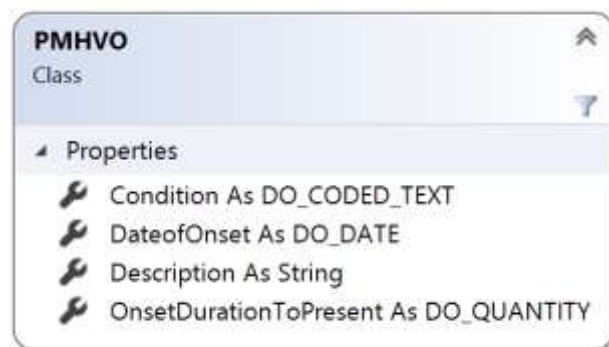 PMHVO
Class
Properties
Condition As DO_CODED_TEXT
DateofOnset As DO_DATE
Description As String
OnsetDurationToPresent As DO_QUANTITY